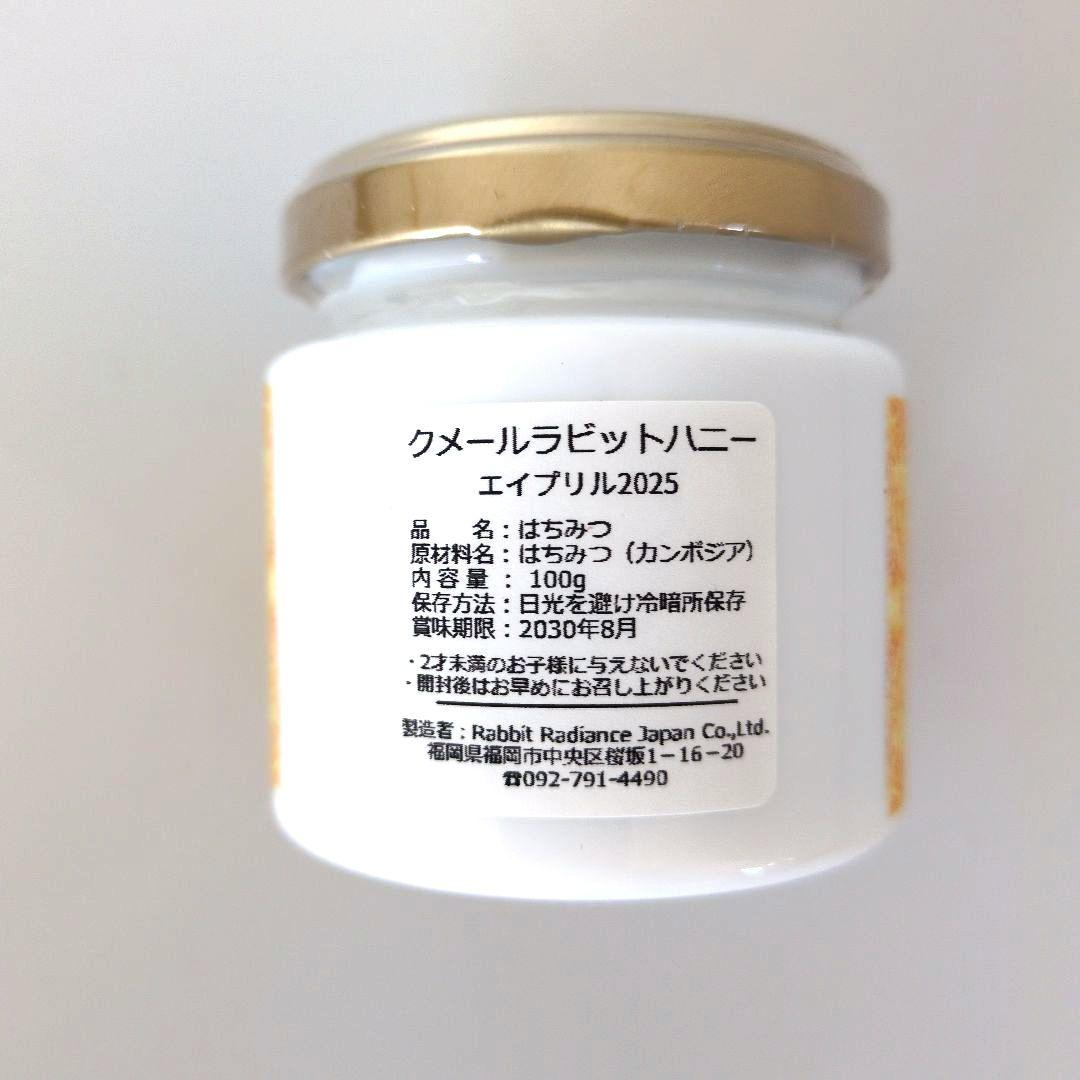 クメールラビットハニー
エイプリル2025
品　　名：はちみつ
原材料名：はちみつ（カンボジア）
内 容 量 ： 100g
保存方法：日光を避け冷暗所保存
賞味期限：2030年8月
・2才未満のお子様に与えないでください
・開封後はお早めにお召し上がりください
製造者：Rabbit Radiance Japan Co.,Ltd.
福岡県福岡市中央区桜坂1－16－20
☎092-791-4490